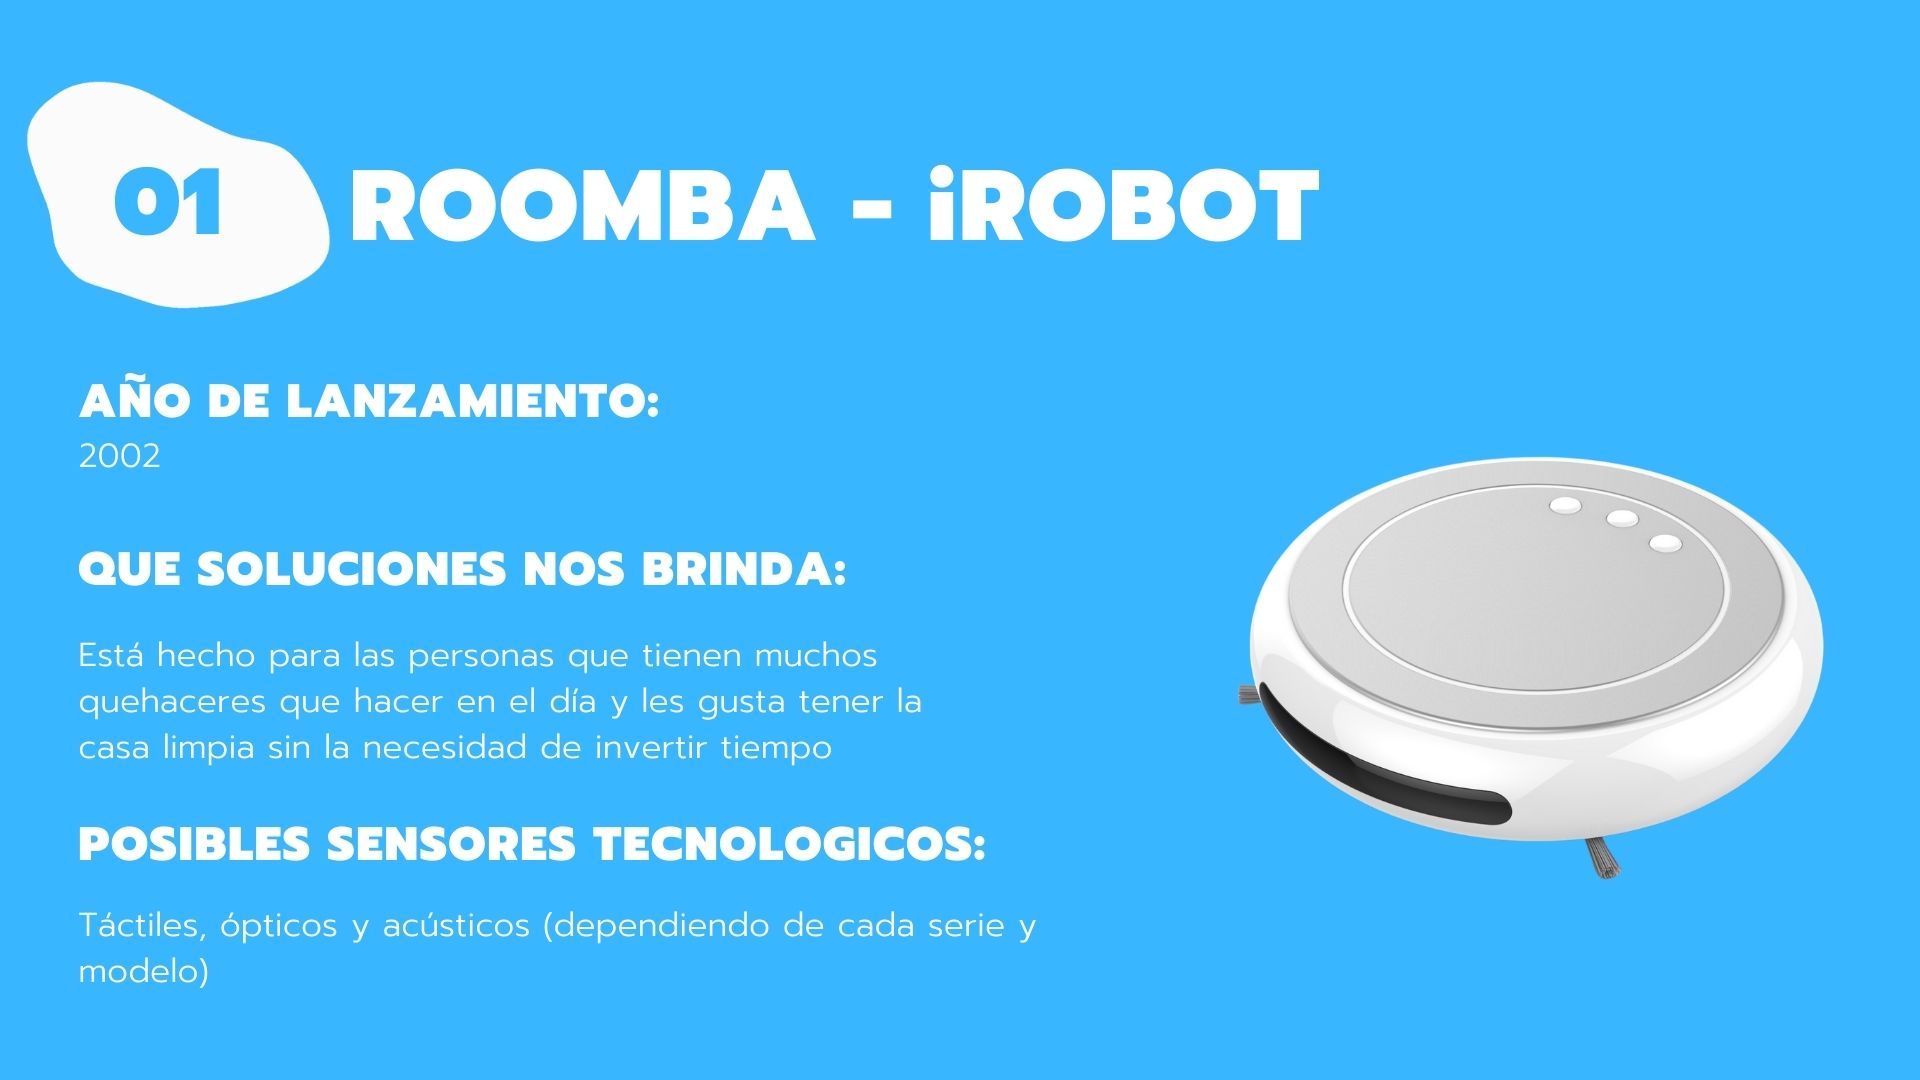 01
ROOMBA - iROBOT
AÑO DE LANZAMIENTO:
2002
QUE SOLUCIONES NOS BRINDA:
Está hecho para las personas que tienen muchos
quehaceres que hacer en el día y les gusta tener la
casa limpia sin la necesidad de invertir tiempo
POSIBLES SENSORES TECNOLOGICOS:
Táctiles, ópticos y acústicos (dependiendo de cada serie y
modelo)